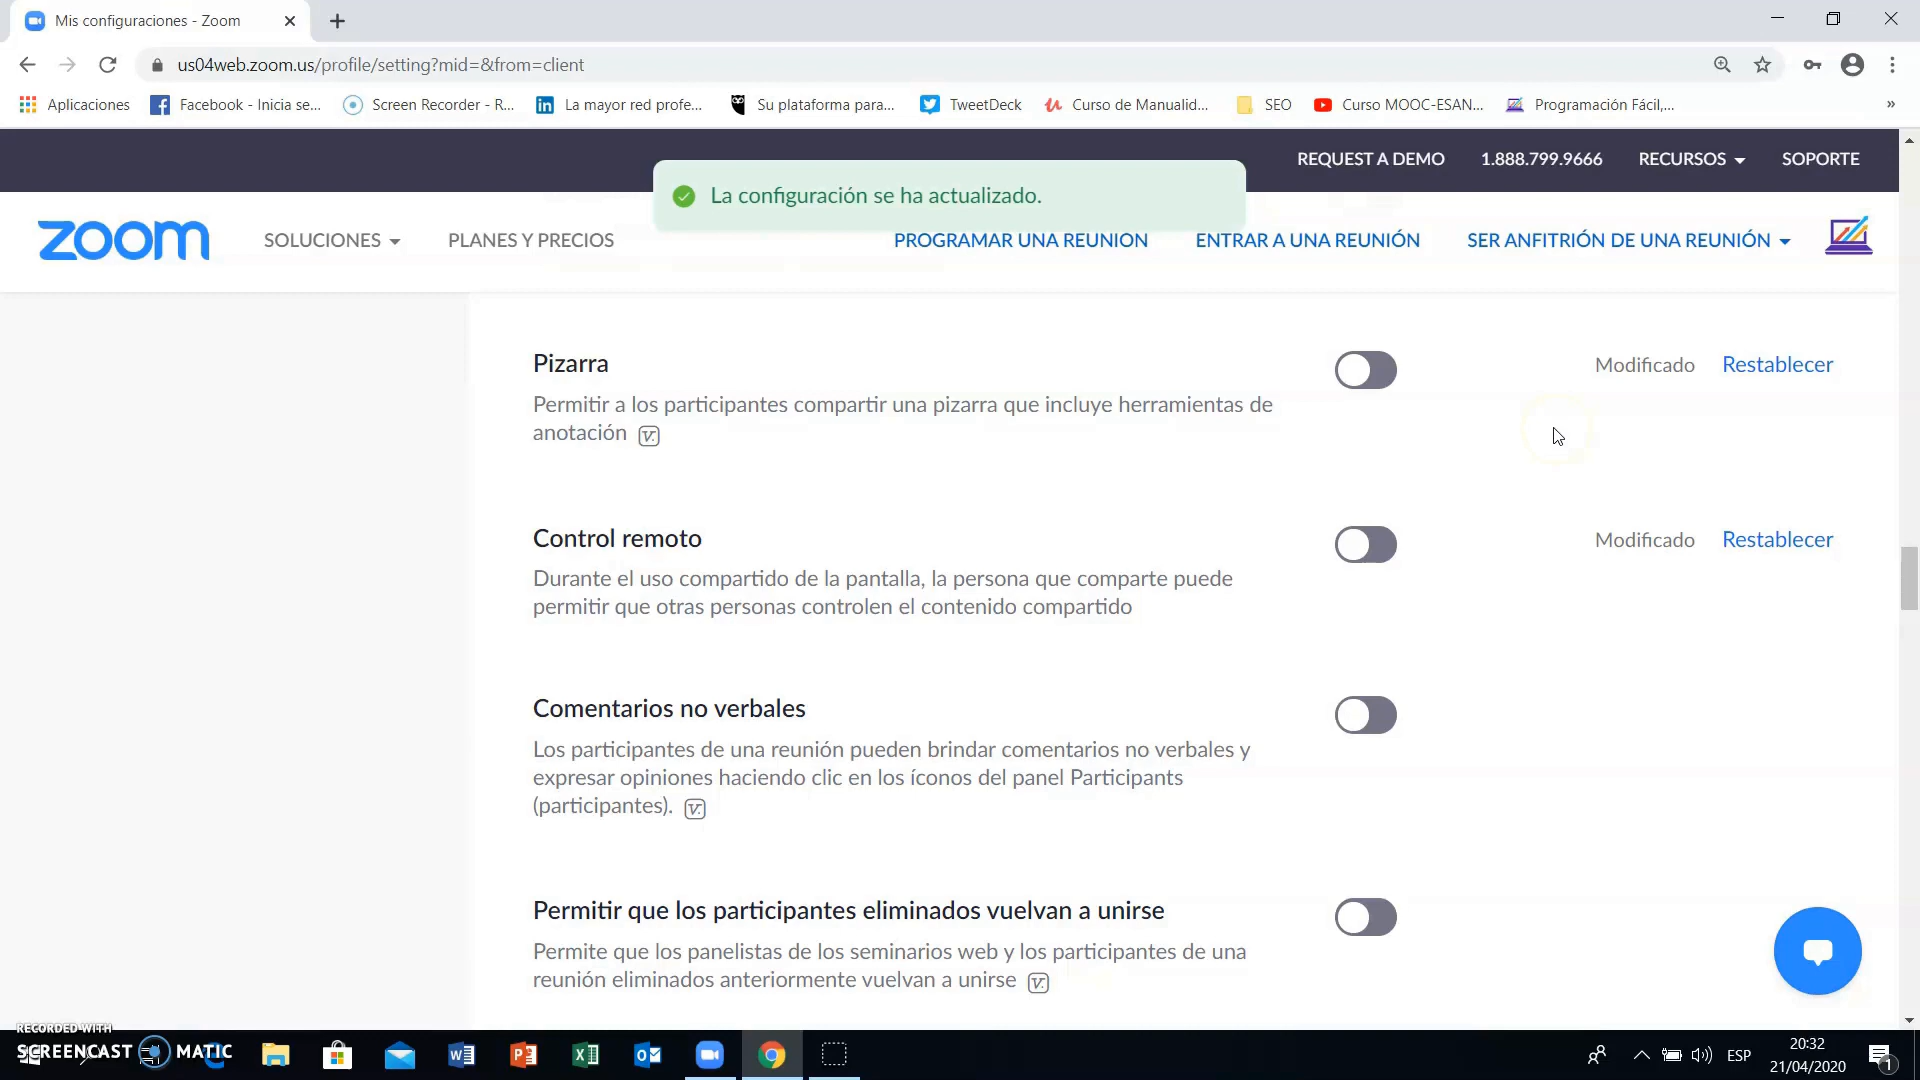 Mis configuraciones - Zoom
us04web.zoom.us/profile/setting?mid=&from=client
Aplicaciones
Facebook - Inicia se...
Screen Recorder - R...
La mayor red profe...
Su plataforma para...
TweetDeck
Curso de Manualid...
SEO
Curso MOOC-ESAN...
Programación Fácil,...
REQUEST A DEMO
1.888.799.9666
RECURSOS
SOPORTE
La configuración se ha actualizado.
zoom
SOLUCIONES
PLANES Y PRECIOS
PROGRAMAR UNA REUNIÓN
ENTRAR A UNA REUNIÓN
SER ANFITRIÓN DE UNA REUNIÓN
Pizarra
Modificado
Restablecer
Permitir a los participantes compartir una pizarra que incluye herramientas de
anotación
Control remoto
Modificado
Restablecer
Durante el uso compartido de la pantalla, la persona que comparte puede
permitir que otras personas controlen el contenido compartido
Comentarios no verbales
Los participantes de una reunión pueden brindar comentarios no verbales y
expresar opiniones haciendo clic en los íconos del panel Participants
(participantes).
Permitir que los participantes eliminados vuelvan a unirse
Permite que los panelistas de los seminarios web y los participantes de una
reunión eliminados anteriormente vuelvan a unirse
RECORDED WITH
SCREENCAST MATIC
ESP
20:32
21/04/2020
1